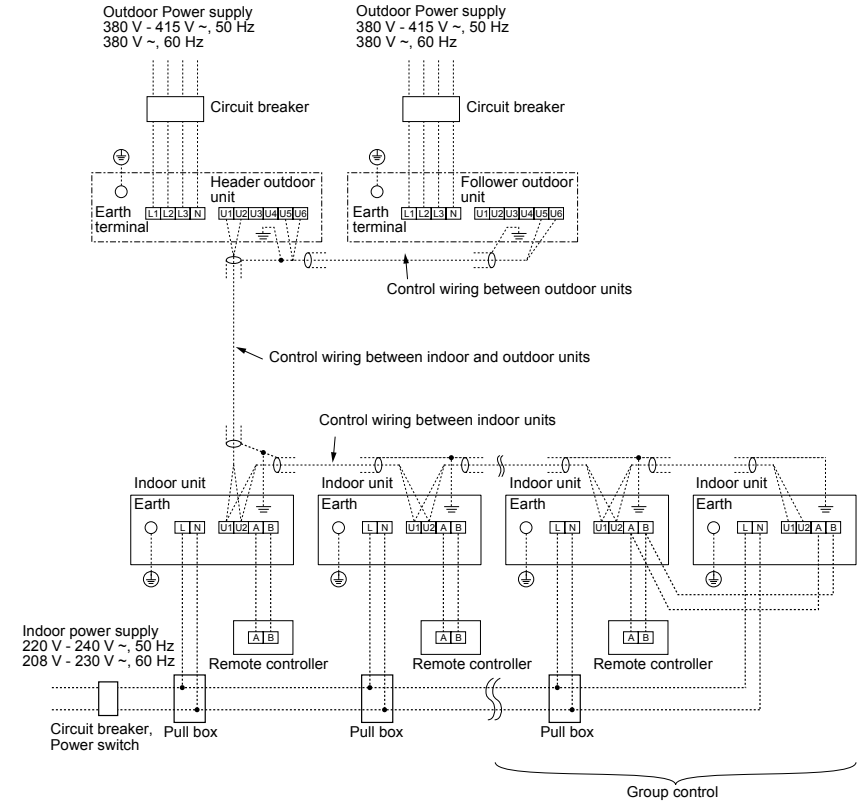 Outdoor Power supply
380 V - 415 V ~, 50 Hz
380 V ~, 60 Hz
Outdoor Power supply
380 V - 415 V ~, 50 Hz
380 V ~, 60 Hz
Circuit breaker
Circuit breaker
Header outdoor
unit
Earth
terminal
L1 L2 L3 N
U1 U2 U3 U4 U5 U6
Follower outdoor
unit
Earth
terminal
L1 L2 L3 N
U1 U2 U3 U4 U5 U6
Control wiring between outdoor units
Control wiring between indoor and outdoor units
Control wiring between indoor units
Indoor unit
Earth
L N
U1 U2 A B
Indoor unit
Earth
L N
U1 U2 A B
Indoor unit
Earth
L N
U1 U2 A B
Indoor unit
Earth
L N
U1 U2 A B
Indoor power supply
220 V - 240 V ~, 50 Hz
208 V - 230 V ~, 60 Hz
A B
Remote controller
A B
Remote controller
A B
Remote controller
Circuit breaker,
Power switch
Pull box
Pull box
Pull box
Group control